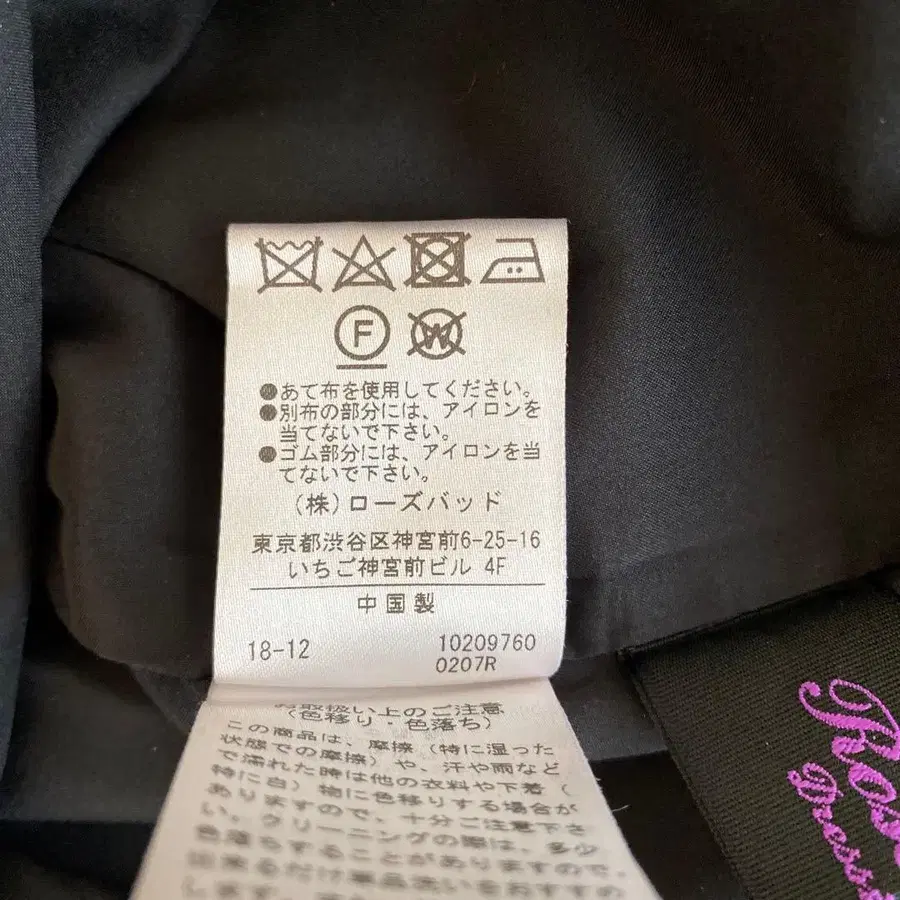 F
W
●あて布を使用してください。
●別布の部分には、アイロンを
当てないで下さい。
●ゴム部分には、アイロンを当
てないで下さい。
(株)ローズバッド
東京都渋谷区神宮前6-25-16
いちご神宮前ビル 4F
中国製
18-12 10209760
0207R
お取扱い上のご注意
(色移り・色落ち)
この商品は、摩擦(特に湿った
状態での摩擦)や、汗や雨など
で濡れた時は他の衣料や下着(
特に白)物に色移りする場合が
ありますので、十分ご注意下さ
い。又、クリーニングの際は、多少
することがありますので、